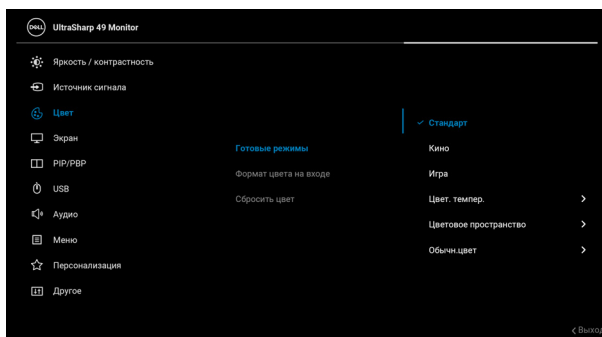 DELL UltraSharp 49 Monitor
Яркость / контрастность
Источник сигнала
Цвет
Экран
PIP/PBP
USB
Аудио
Меню
Персонализация
Другое
Готовые режимы
Формат цвета на входе
Сбросить цвет
Стандарт
Кино
Игра
Цвет. темпер.
Цветовое пространство
Обычн.цвет
Выход